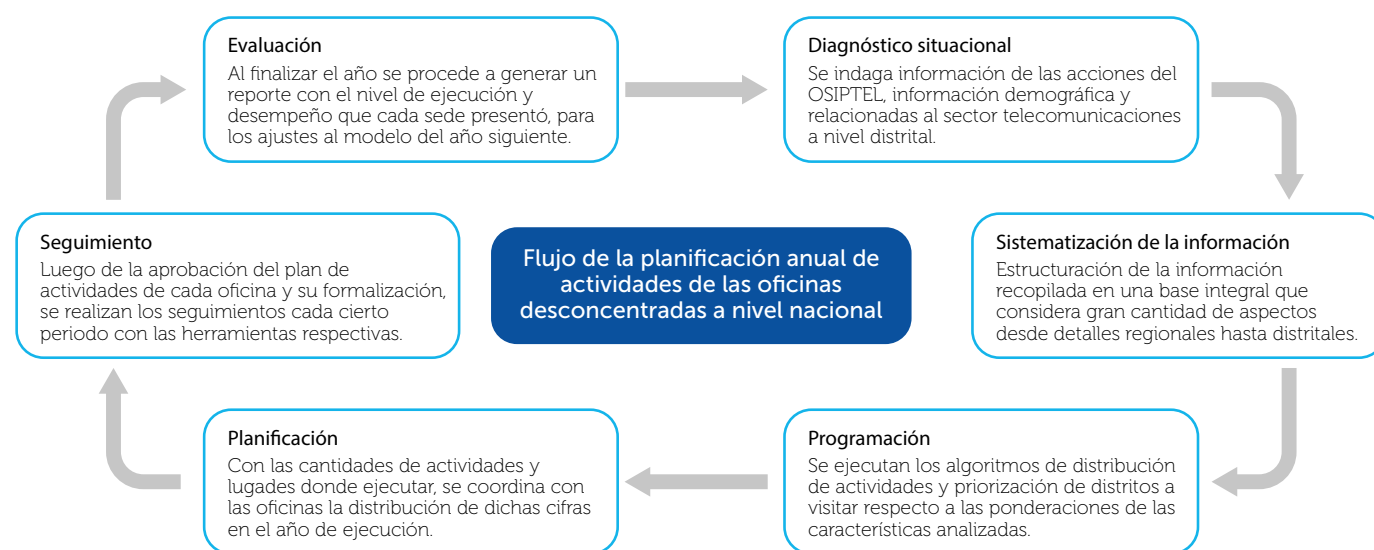 Evaluación
Al finalizar el año se procede a generar un
reporte con el nivel de ejecución y
desempeño que cada sede presentó, para
los ajustes al modelo del año siguiente.
Diagnóstico situacional
Se indaga información de las acciones del
OSIPTEL, información demográfica y
relacionadas al sector telecomunicaciones
a nivel distrital.
Seguimiento
Luego de la aprobación del plan de
actividades de cada oficina y su formalización,
se realizan los seguimientos cada cierto
periodo con las herramientas respectivas.
Flujo de la planificación anual de
actividades de las oficinas
desconcentradas a nivel nacional
Sistematización de la información
Estructuración de la información
recopilada en una base integral que
considera gran cantidad de aspectos
desde detalles regionales hasta distritales.
Planificación
Con las cantidades de actividades y
lugades donde ejecutar, se coordina con
las oficinas la distribución de dichas cifras
en el año de ejecución.
Programación
Se ejecutan los algoritmos de distribución
de actividades y priorización de distritos a
visitar respecto a las ponderaciones de las
características analizadas.